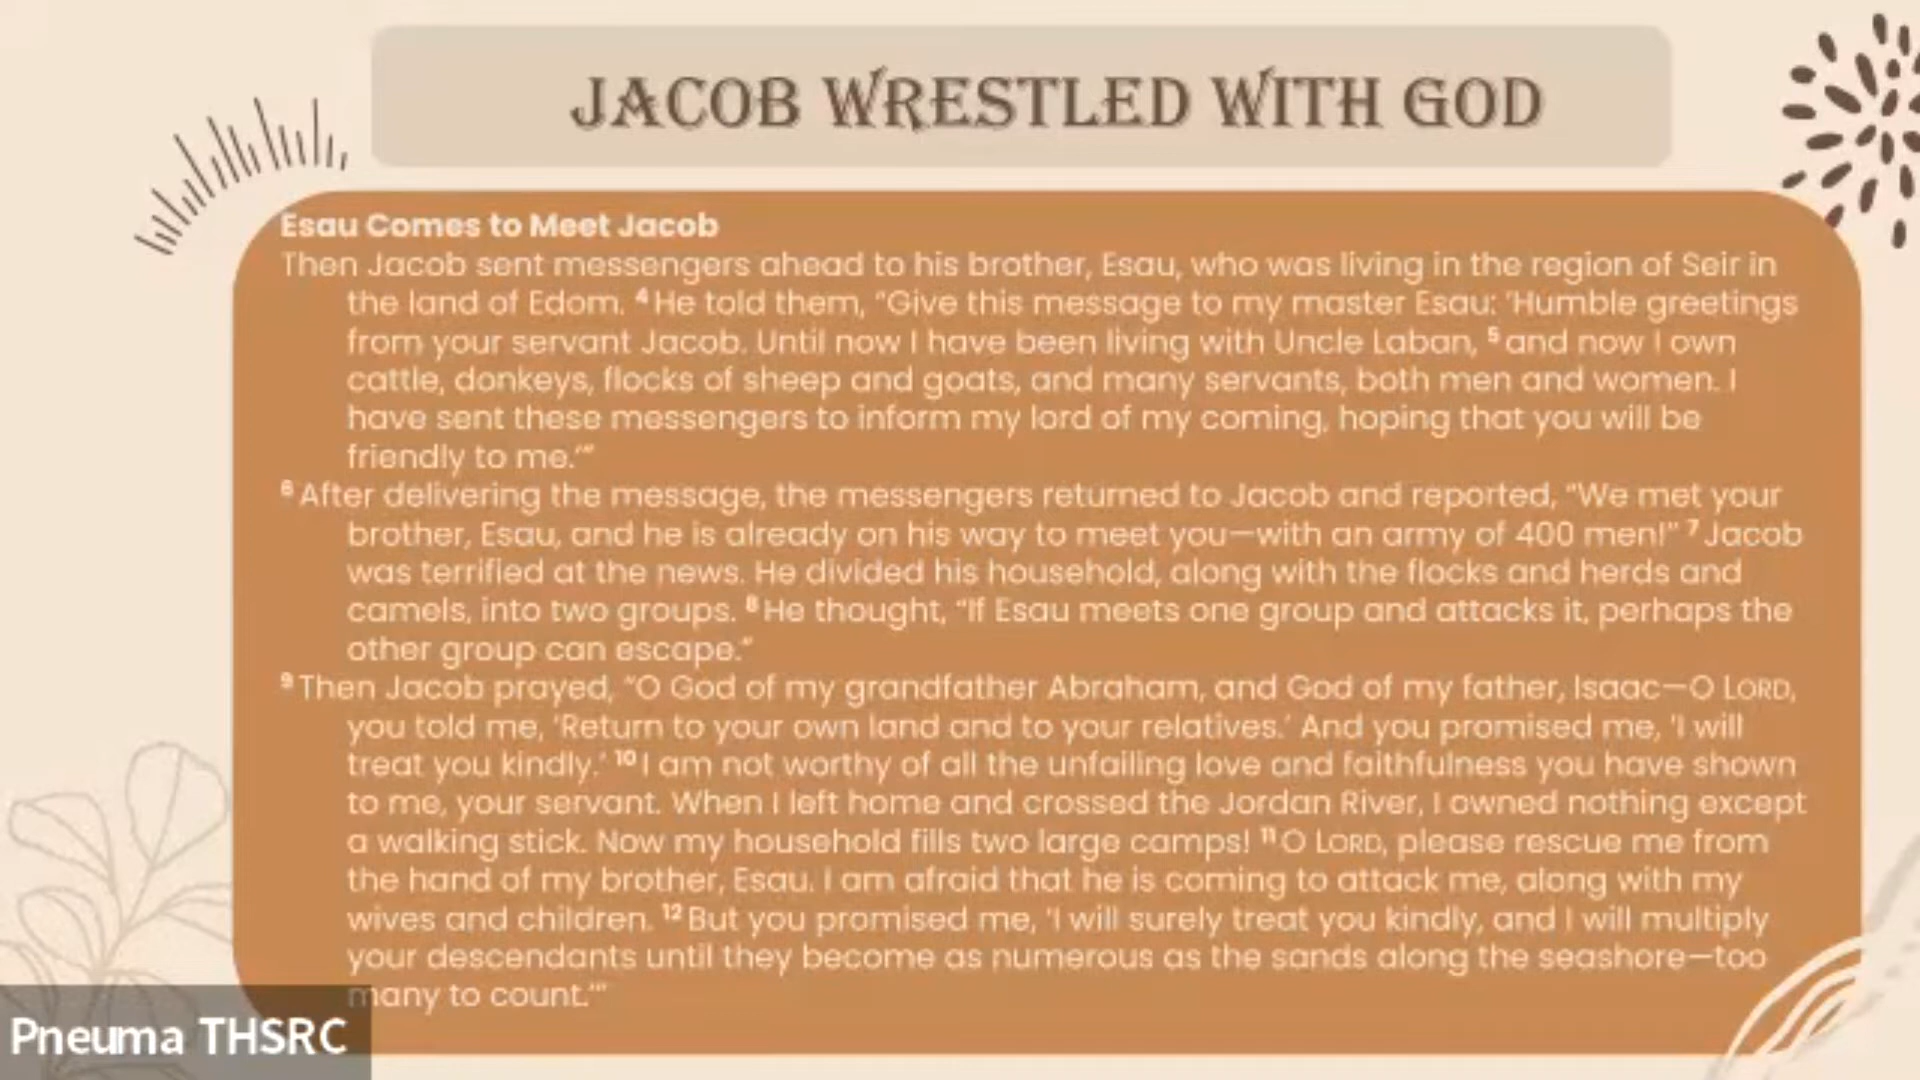 JACOB WRESTLED WITH GOD
Esau Comes to Meet Jacob
Then Jacob sent messengers ahead to his brother, Esau, who was living in the region of Seir in
the land of Edom. ⁴ He told them, “Give this message to my master Esau: ‘Humble greetings
from your servant Jacob. Until now I have been living with Uncle Laban, ⁵ and now I own
cattle, donkeys, flocks of sheep and goats, and many servants, both men and women. I
have sent these messengers to inform my lord of my coming, hoping that you will be
friendly to me.’”
⁶ After delivering the message, the messengers returned to Jacob and reported, “We met your
brother, Esau, and he is already on his way to meet you—with an army of 400 men!” ⁷ Jacob
was terrified at the news. He divided his household, along with the flocks and herds and
camels, into two groups. ⁸ He thought, “If Esau meets one group and attacks it, perhaps the
other group can escape.”
⁹ Then Jacob prayed, “O God of my grandfather Abraham, and God of my father, Isaac—O LORD,
you told me, ‘Return to your own land and to your relatives.’ And you promised me, ‘I will
treat you kindly.’ ¹⁰ I am not worthy of all the unfailing love and faithfulness you have shown
to me, your servant. When I left home and crossed the Jordan River, I owned nothing except
a walking stick. Now my household fills two large camps! ¹¹ O LORD, please rescue me from
the hand of my brother, Esau. I am afraid that he is coming to attack me, along with my
wives and children. ¹² But you promised me, ‘I will surely treat you kindly, and I will multiply
your descendants until they become as numerous as the sands along the seashore—too
many to count.’”
Pneuma THSRC